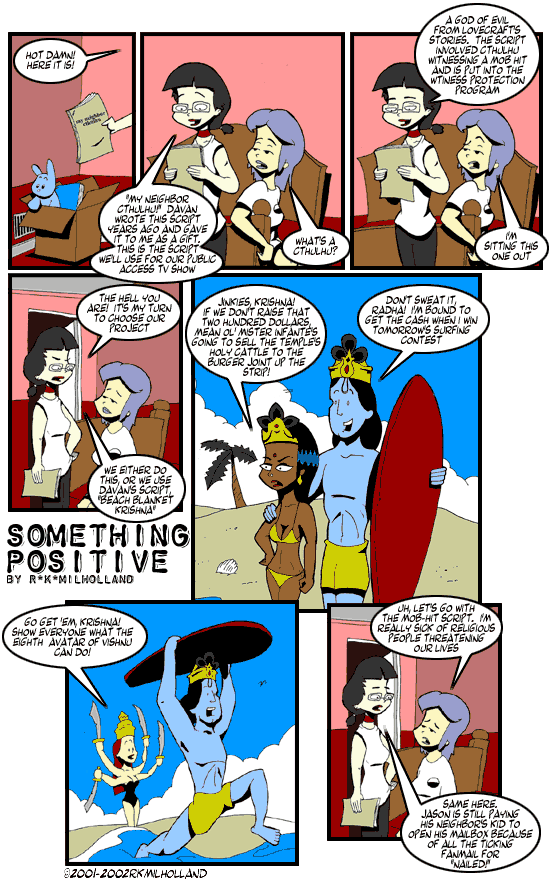 HOT DAMN!
HERE IT IS!
my neighbor
cthulhu
"MY NEIGHBOR
CTHULHU!" DAVAN
WROTE THIS SCRIPT
YEARS AGO AND GAVE
IT TO ME AS A GIFT.
THIS IS THE SCRIPT
WE'LL USE FOR OUR PUBLIC
ACCESS TV SHOW
WHAT'S A
CTHULHU?
A GOD OF EVIL
FROM LOVECRAFT'S
STORIES. THE SCRIPT
INVOLVED CTHULHU
WITNESSING A MOB HIT
AND IS PUT INTO THE
WTINESS PROTECTION
PROGRAM
I'M
SITTING THIS
ONE OUT
THE HELL YOU
ARE! IT'S MY TURN
TO CHOOSE OUR
PROJECT
WE EITHER DO
THIS, OR WE USE
DAVAN'S SCRIPT,
"BEACH BLANKET
KRISHNA"
JINKIES, KRISHNA!
IF WE DON'T RAISE THAT
TWO HUNDRED DOLLARS,
MEAN OL' MISTER INFANTE'S
GOING TO SELL THE TEMPLE'S
HOLY CATTLE TO THE
BURGER JOINT UP THE
STRIP!
DON'T SWEAT IT,
RADHA! I'M BOUND TO
GET THE CASH WHEN I WIN
TOMORROW'S SURFING
CONTEST
SOMETHING
POSITIVE
BY R*K*MILHOLLAND
GO GET 'EM, KRISHNA!
SHOW EVERYONE WHAT THE
EIGHTH AVATAR OF VISHNU
CAN DO!
UH, LET'S GO WITH
THE MOB-HIT SCRIPT. I'M
REALLY SICK OF RELIGIOUS
PEOPLE THREATENING
OUR LIVES
SAME HERE.
JASON IS STILL PAYING
HIS NEIGHBOR'S KID TO
OPEN HIS MAILBOX BECAUSE
OF ALL THE TICKING
FANMAIL FOR
"NAILED!"
©2001-2002RKMILHOLLAND